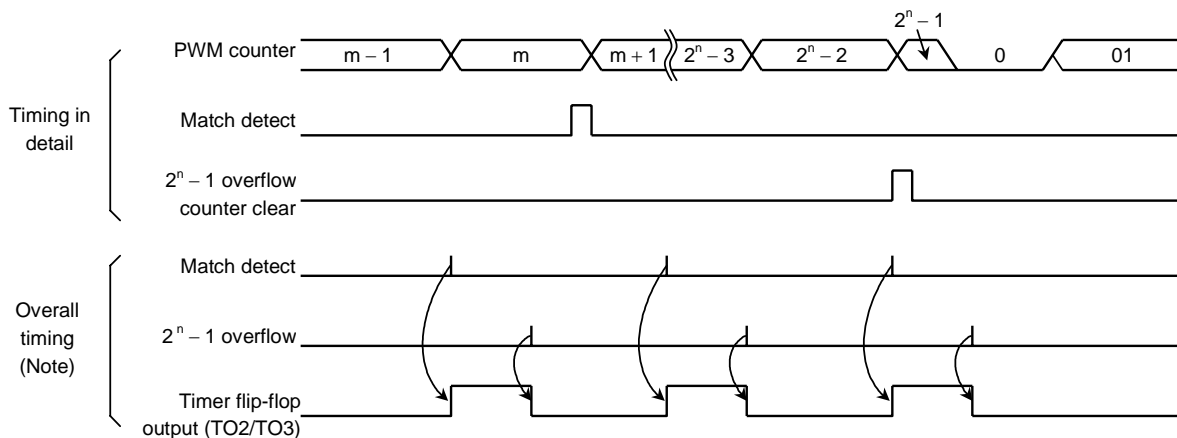 2ⁿ – 1
PWM counter
m – 1
m
m + 1
2ⁿ – 3
2ⁿ – 2
0
01
Timing in
detail
Match detect
2ⁿ – 1 overflow
counter clear
Overall
timing
(Note)
Match detect
2ⁿ – 1 overflow
Timer flip-flop
output (TO2/TO3)